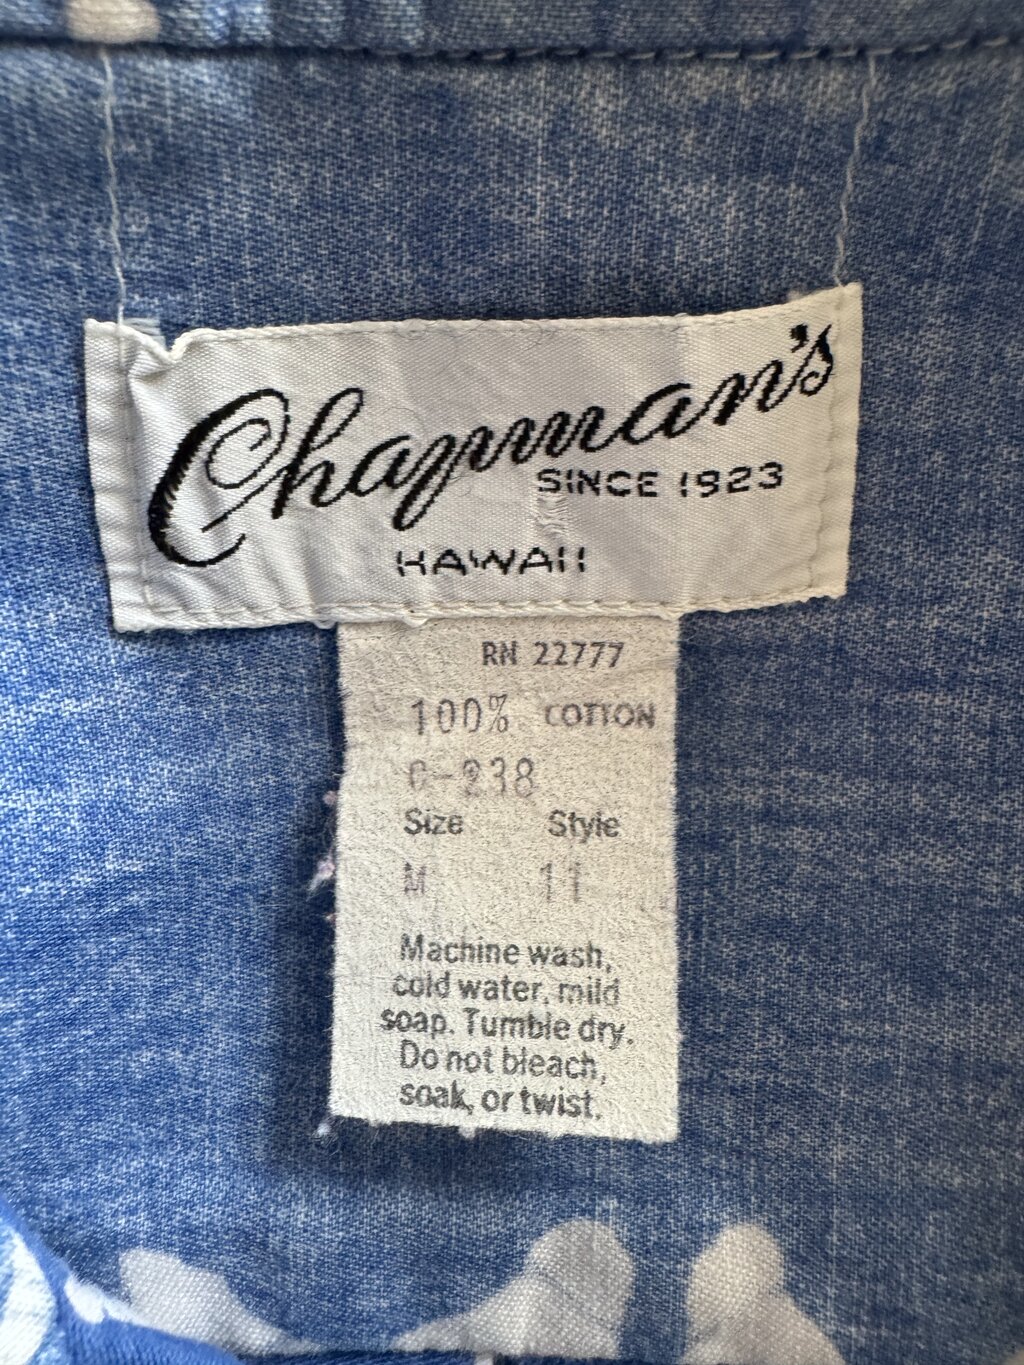 Chapman's
SINCE 1923
HAWAII
RN 22777
100% COTTON
C-238
Size Style
M 11
Machine wash,
cold water, mild
soap. Tumble dry.
Do not bleach,
soak, or twist.